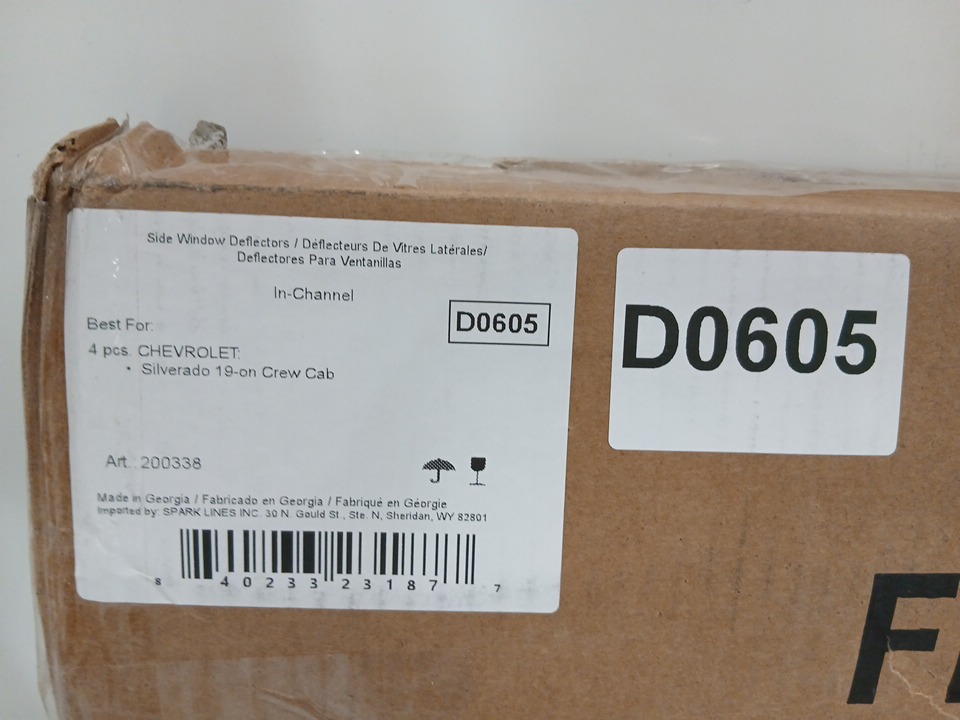 Side Window Deflectors / Déflecteurs De Vitres Latérales/
Deflectores Para Ventanillas
In-Channel
D0605
Best For:
4 pcs. CHEVROLET:
• Silverado 19-on Crew Cab
Art.: 200338
Made in Georgia / Fabricado en Georgia / Fabriqué en Géorgie
Imported by: SPARK LINES INC. 30 N. Gould St., Ste. N, Sheridan, WY 82801
8 40233 23187 7
D0605